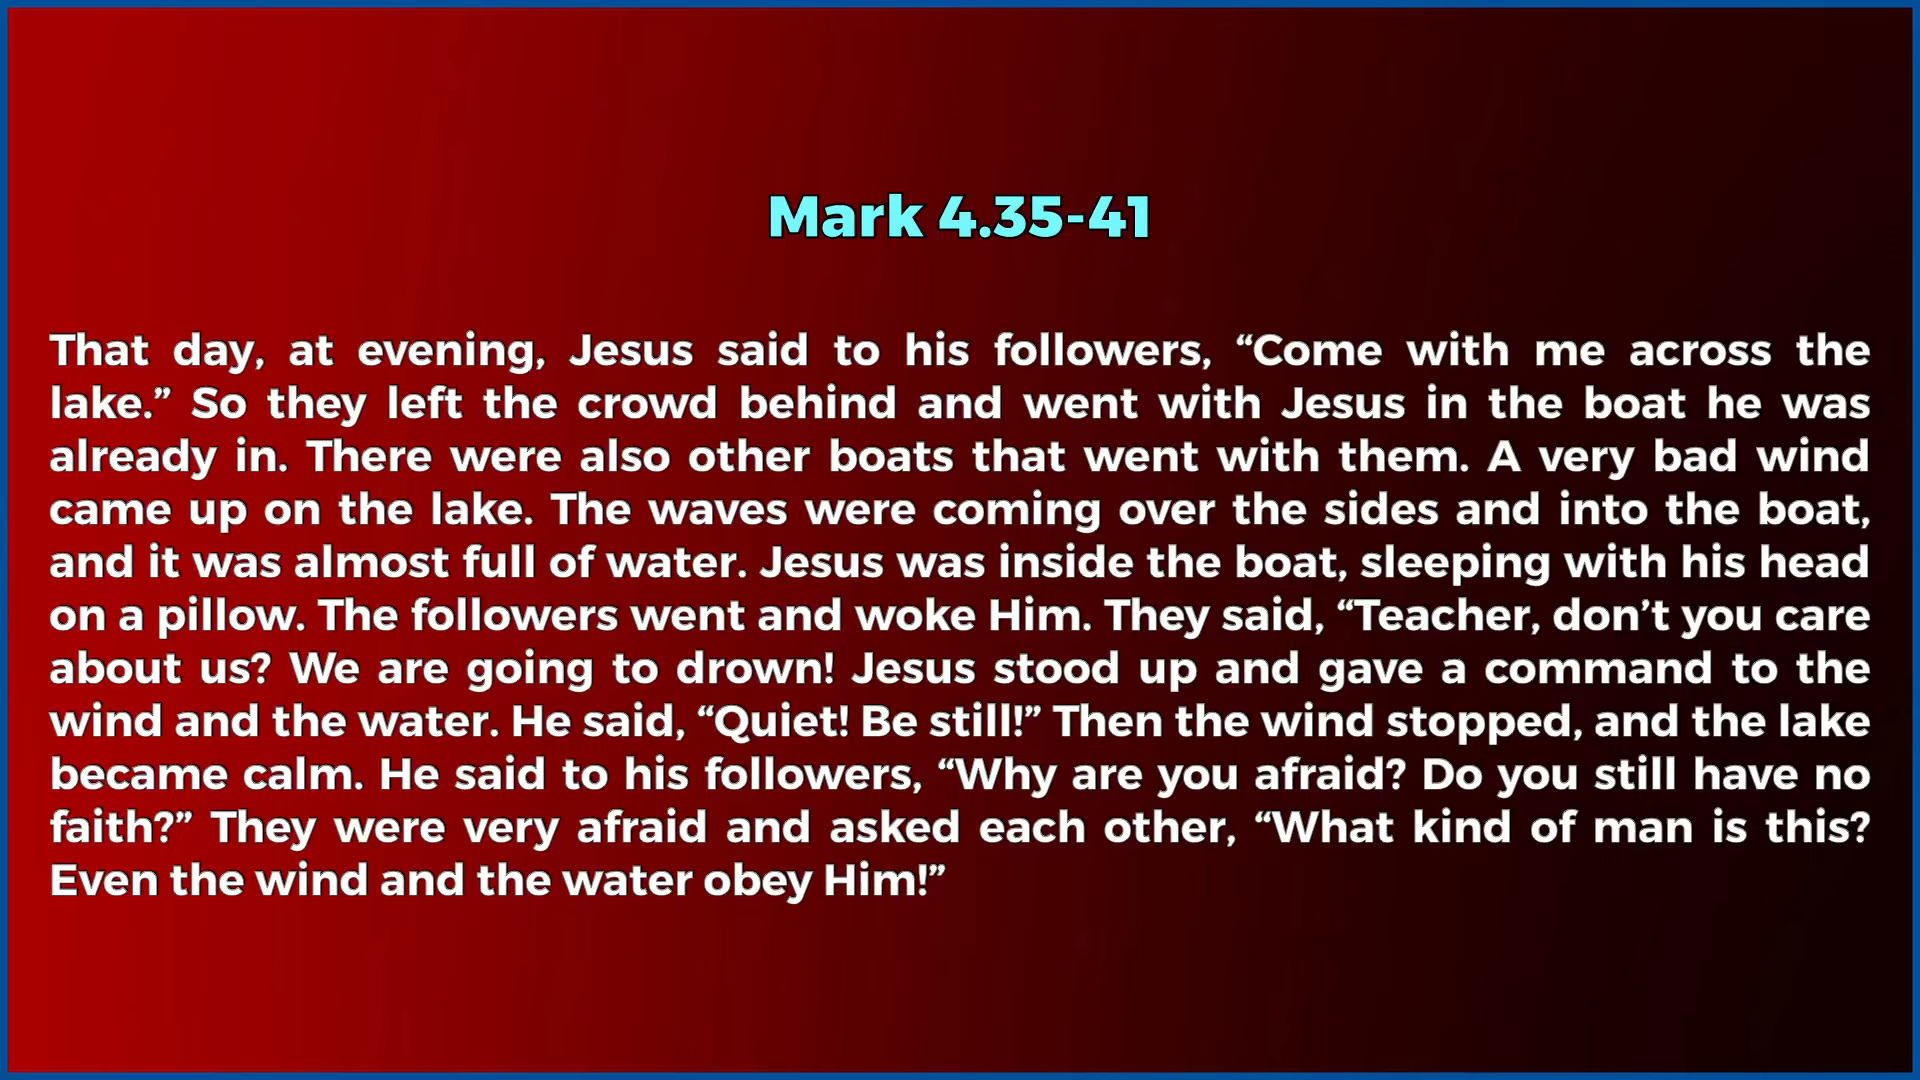 Mark 4.35-41
That day, at evening, Jesus said to his followers, “Come with me across the
lake.” So they left the crowd behind and went with Jesus in the boat he was
already in. There were also other boats that went with them. A very bad wind
came up on the lake. The waves were coming over the sides and into the boat,
and it was almost full of water. Jesus was inside the boat, sleeping with his head
on a pillow. The followers went and woke Him. They said, “Teacher, don’t you care
about us? We are going to drown! Jesus stood up and gave a command to the
wind and the water. He said, “Quiet! Be still!” Then the wind stopped, and the lake
became calm. He said to his followers, “Why are you afraid? Do you still have no
faith?” They were very afraid and asked each other, “What kind of man is this?
Even the wind and the water obey Him!”